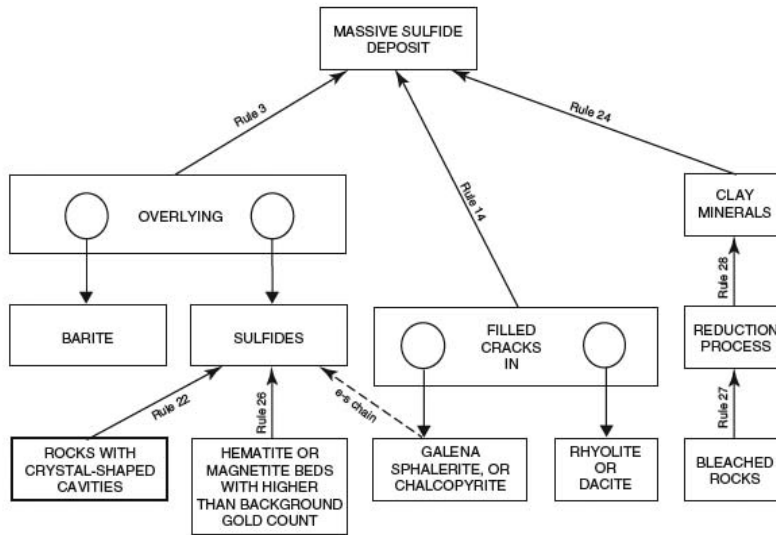 MASSIVE SULFIDE
DEPOSIT
Rule 3
Rule 14
Rule 24
OVERLYING
CLAY
MINERALS
Rule 28
BARITE
SULFIDES
FILLED
CRACKS
IN
REDUCTION
PROCESS
Rule 22
Rule 26
s-s chain
Rule 27
ROCKS WITH
CRYSTAL-SHAPED
CAVITIES
HEMATITE OR
MAGNETITE BEDS
WITH HIGHER
THAN BACKGROUND
GOLD COUNT
GALENA
SPHALERITE, OR
CHALCOPYRITE
RHYOLITE
OR
DACITE
BLEACHED
ROCKS